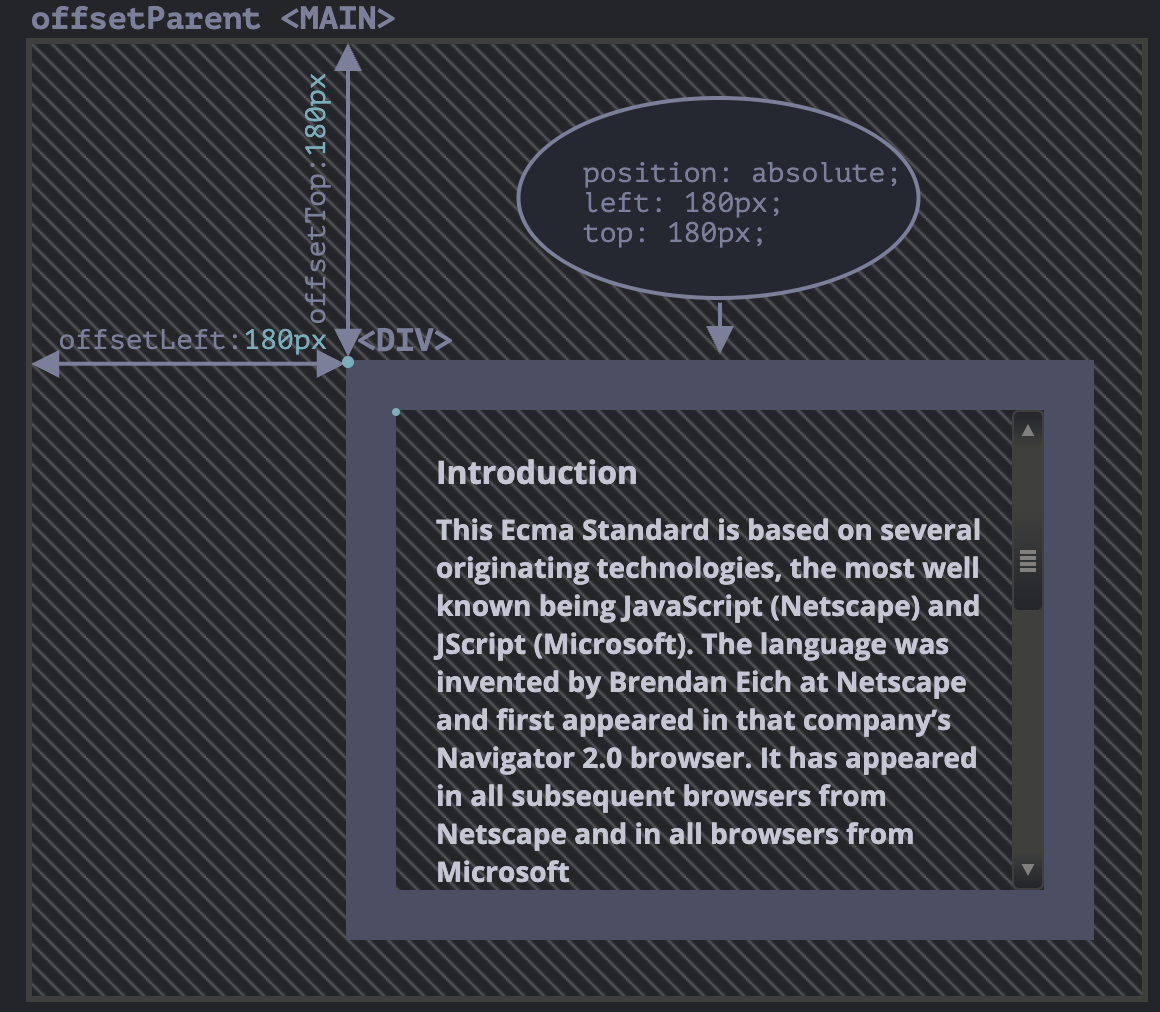 offsetParent <MAIN>
offsetTop:180px
position: absolute;
left: 180px;
top: 180px;
offsetLeft:180px
<DIV>
Introduction
This Ecma Standard is based on several
originating technologies, the most well
known being JavaScript (Netscape) and
JScript (Microsoft). The language was
invented by Brendan Eich at Netscape
and first appeared in that company’s
Navigator 2.0 browser. It has appeared
in all subsequent browsers from
Netscape and in all browsers from
Microsoft